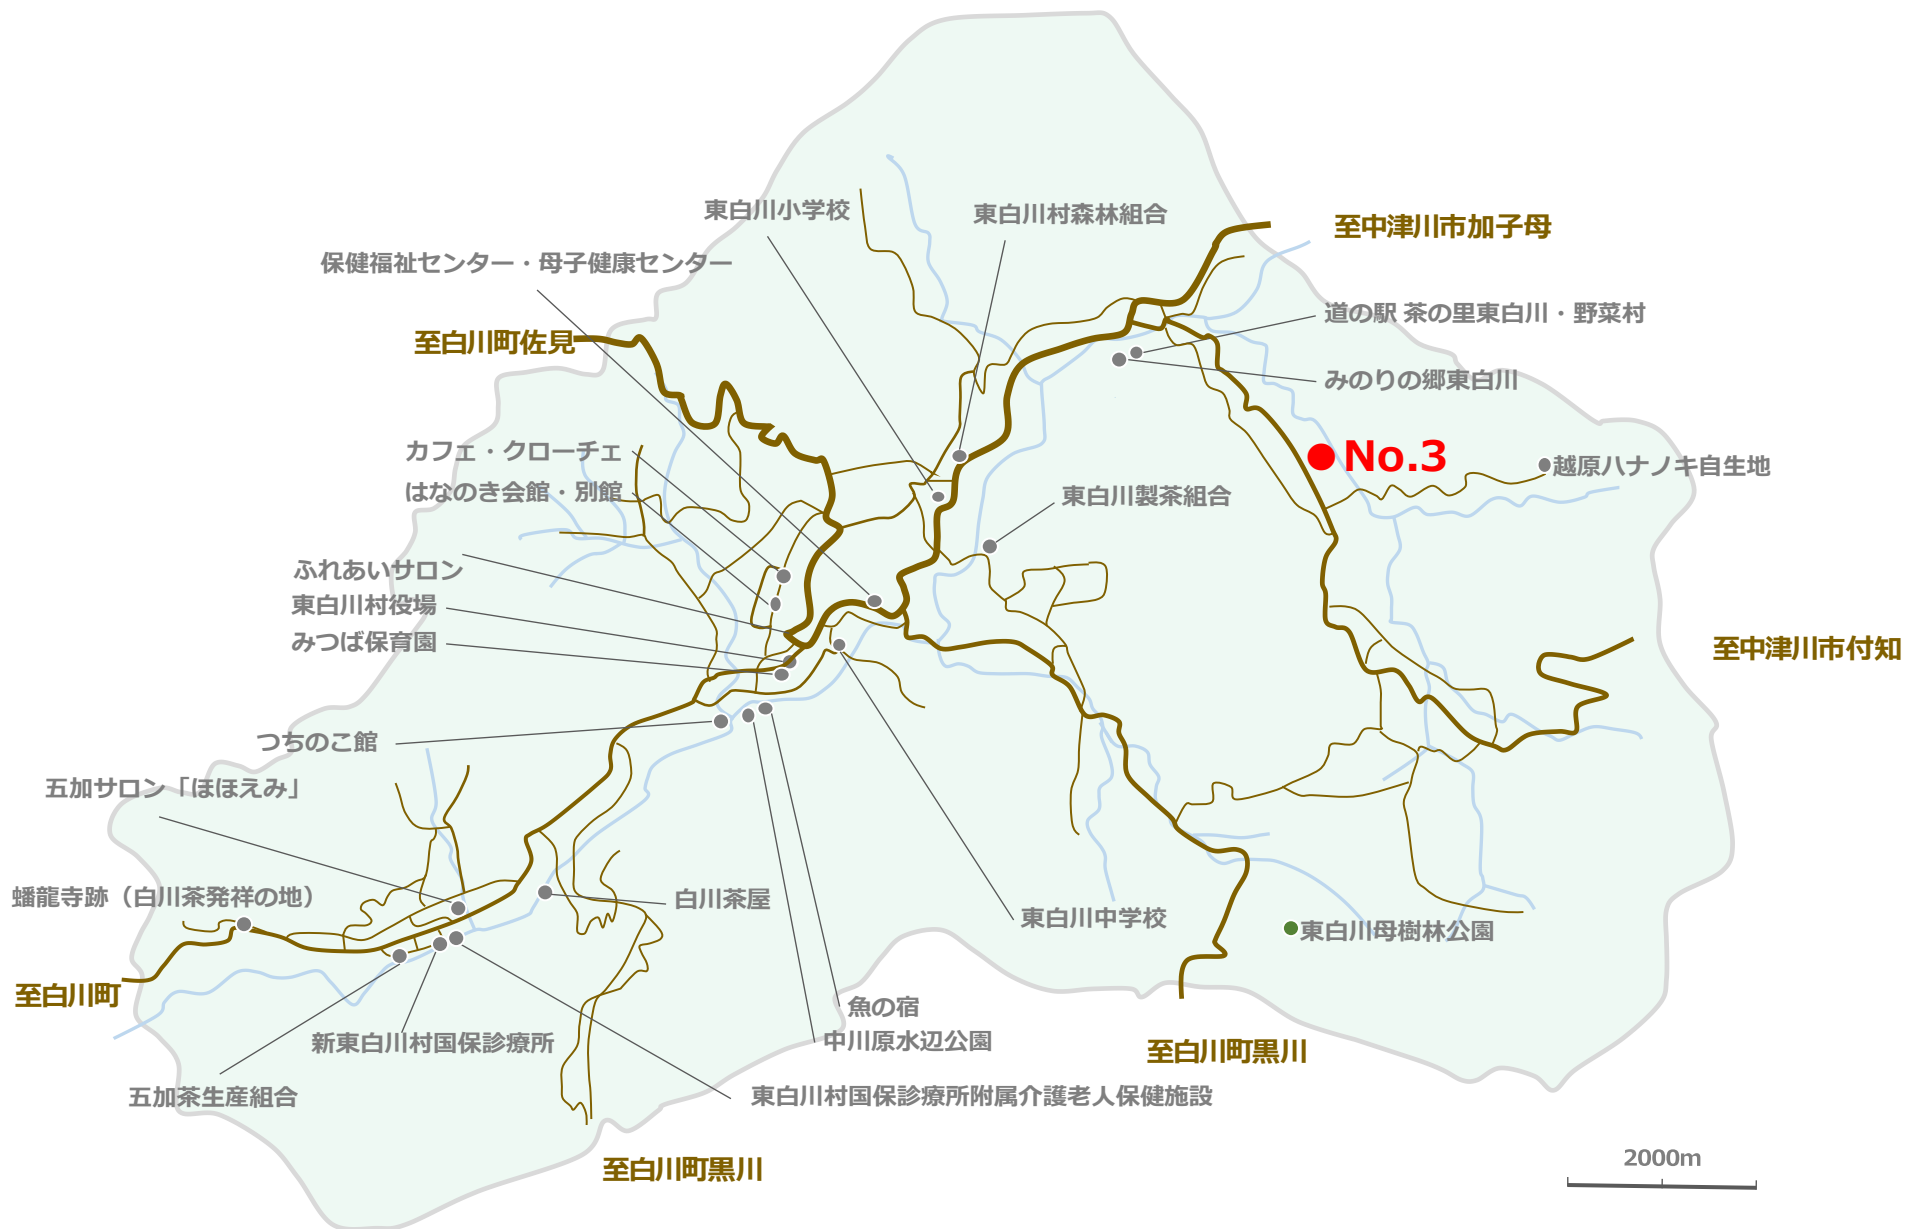 東白川小学校
東白川村森林組合
至中津川市加子母
保健福祉センター・母子健康センター
道の駅 茶の里東白川・野菜村
至白川町佐見
みのりの郷東白川
カフェ・クローチェ
No.3
越原ハナノキ自生地
はなのき会館・別館
東白川製茶組合
ふれあいサロン
東白川村役場
みつば保育園
至中津川市付知
つちのこ館
五加サロン「ほほえみ」
蟠龍寺跡（白川茶発祥の地）
白川茶屋
東白川中学校
東白川母樹林公園
至白川町
魚の宿
新東白川村国保診療所
中川原水辺公園
至白川町黒川
五加茶生産組合
東白川村国保診療所附属介護老人保健施設
至白川町黒川
2000m